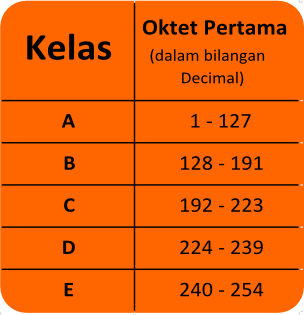 Kelas Oktet Pertama
(dalam bilangan
Decimal)
A 1 - 127
B 128 - 191
C 192 - 223
D 224 - 239
E 240 - 254